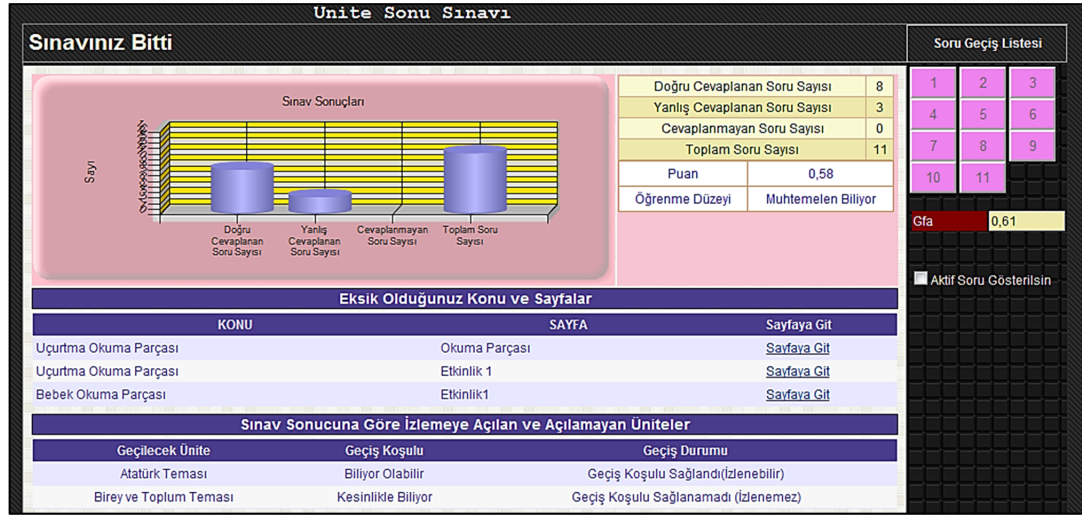 Unite Sonu Sınavı
Sınavınız Bitti
Soru Geçiş Listesi
Sınav Sonuçları
Sayı
Doğru Cevaplanan Soru Sayısı
Yanlış Cevaplanan Soru Sayısı
Cevaplanmayan Soru Sayısı
Toplam Soru Sayısı
Doğru Cevaplanan Soru Sayısı 8
Yanlış Cevaplanan Soru Sayısı 3
Cevaplanmayan Soru Sayısı 0
Toplam Soru Sayısı 11
Puan 0,58
Öğrenme Düzeyi Muhtemelen Biliyor
1 2 3
4 5 6
7 8 9
10 11
Gfa 0,61
Aktif Soru Gösterilsin
Eksik Olduğunuz Konu ve Sayfalar
KONU SAYFA Sayfaya Git
Uçurtma Okuma Parçası Okuma Parçası Sayfaya Git
Uçurtma Okuma Parçası Etkinlik 1 Sayfaya Git
Bebek Okuma Parçası Etkinlik1 Sayfaya Git
Sınav Sonucuna Göre İzlemeye Açılan ve Açılamayan Üniteler
Geçilecek Ünite Geçiş Koşulu Geçiş Durumu
Atatürk Teması Biliyor Olabilir Geçiş Koşulu Sağlandı(İzlenebilir)
Birey ve Toplum Teması Kesinlikle Biliyor Geçiş Koşulu Sağlanamadı (İzlenemez)